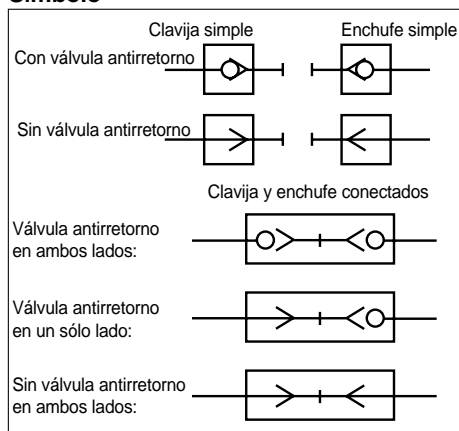 Símbolo
Clavija simple
Enchufe simple
Con válvula antirretorno
Sin válvula antirretorno
Clavija y enchufe conectados
Válvula antirretorno
en ambos lados:
Válvula antirretorno
en un sólo lado:
Sin válvula antirretorno
en ambos lados: